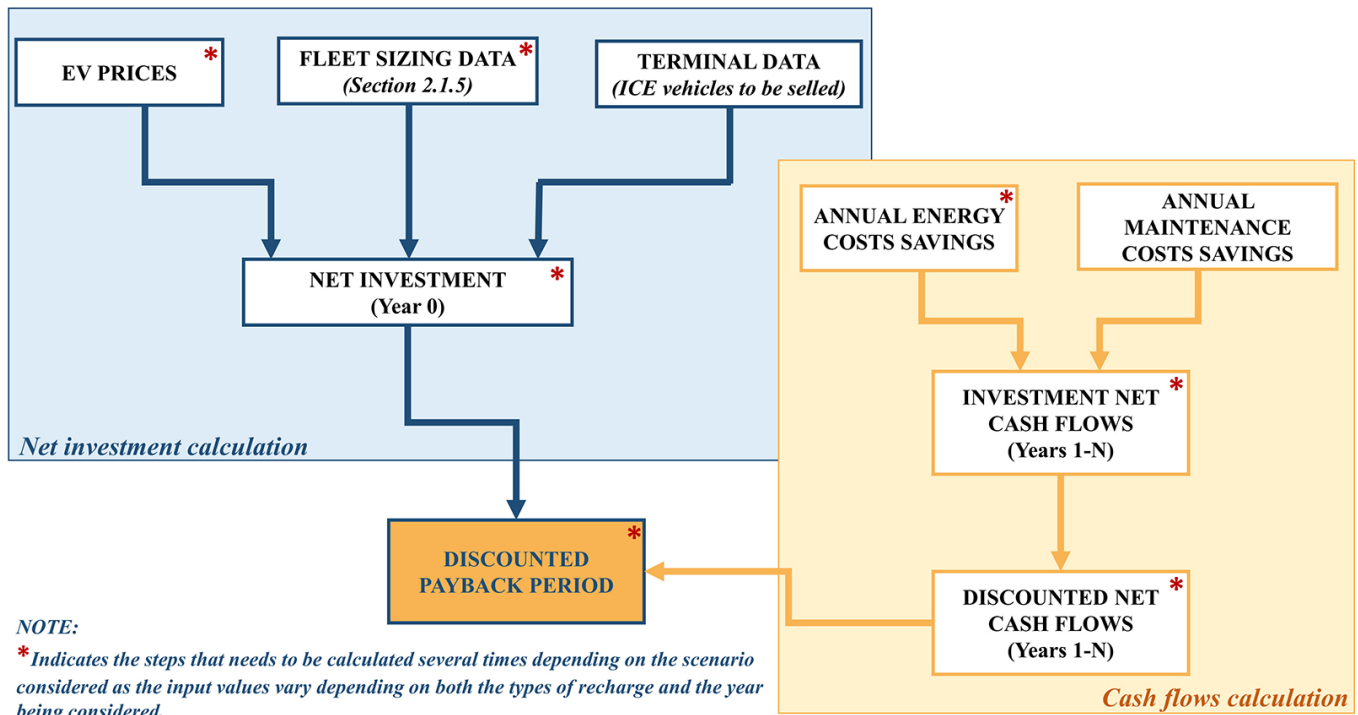 EV PRICES *
FLEET SIZING DATA *
(Section 2.1.5)
TERMINAL DATA
(ICE vehicles to be selled)
NET INVESTMENT *
(Year 0)
Net investment calculation
ANNUAL ENERGY *
COSTS SAVINGS
ANNUAL
MAINTENANCE
COSTS SAVINGS
INVESTMENT NET *
CASH FLOWS
(Years 1-N)
DISCOUNTED NET *
CASH FLOWS
(Years 1-N)
Cash flows calculation
DISCOUNTED *
PAYBACK PERIOD
NOTE:
*Indicates the steps that needs to be calculated several times depending on the scenario
considered as the input values vary depending on both the types of recharge and the year
being considered.